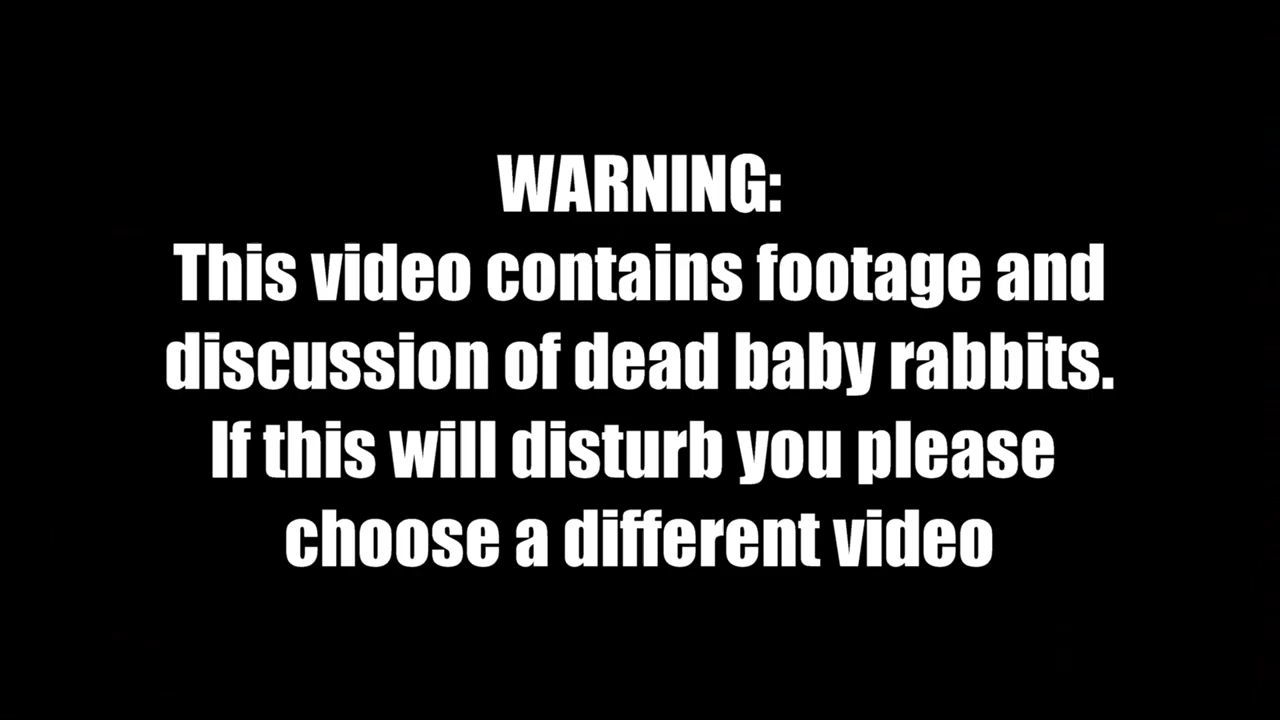 WARNING:
This video contains footage and
discussion of dead baby rabbits.
If this will disturb you please
choose a different video